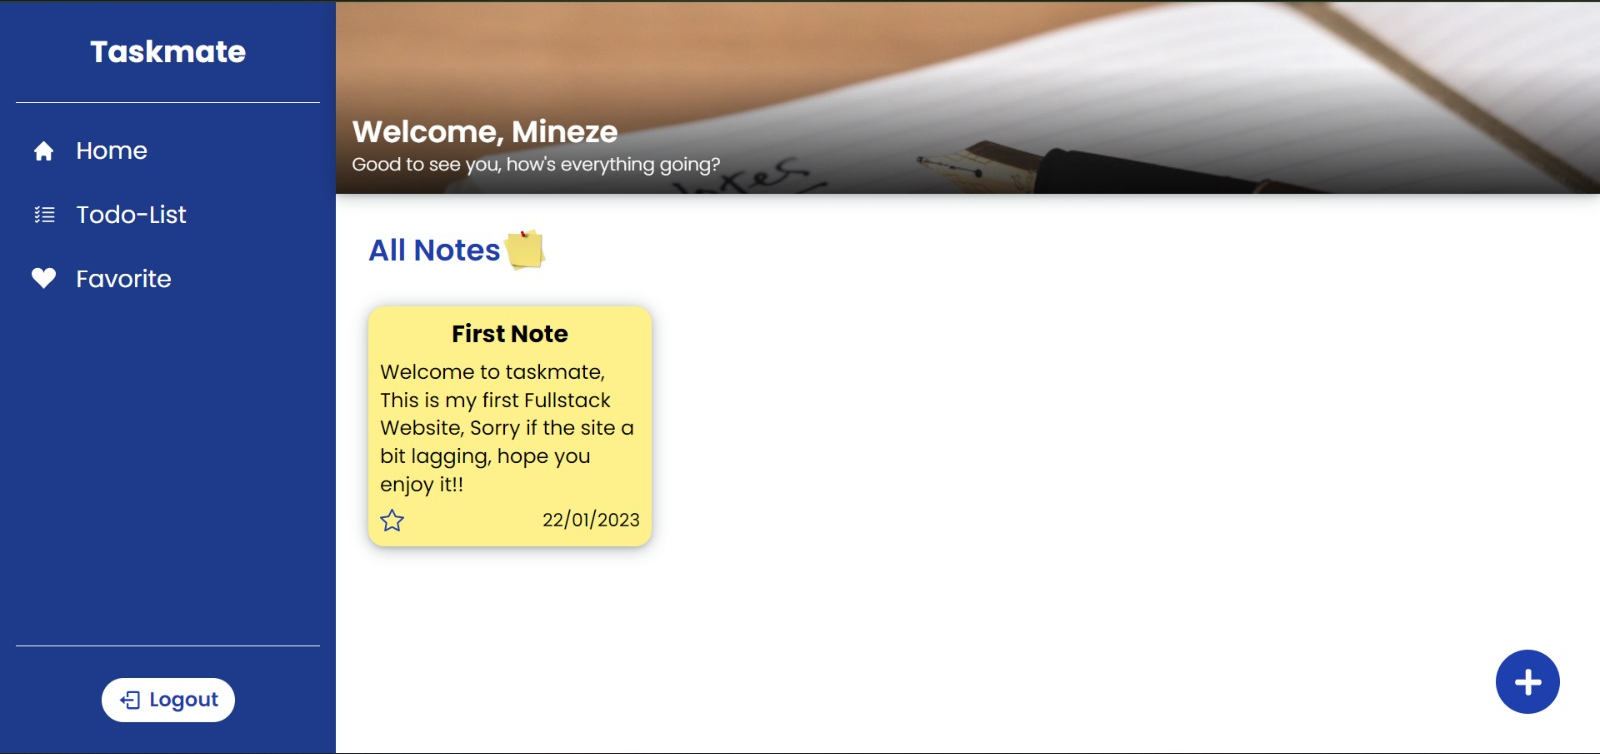 Taskmate
Home
Todo-List
Favorite
Logout
Welcome, Mineze
Good to see you, how's everything going?
notes
All Notes
First Note
Welcome to taskmate,
This is my first Fullstack
Website, Sorry if the site a
bit lagging, hope you
enjoy it!!
22/01/2023